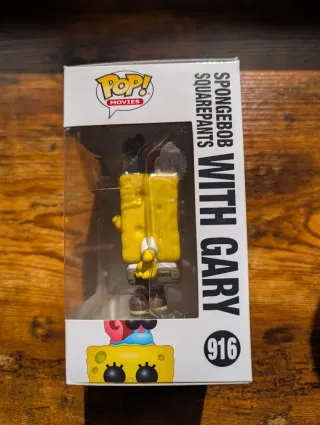 POP!
MOVIES
SPONGEBOB
SQUAREPANTS
WITH GARY
916